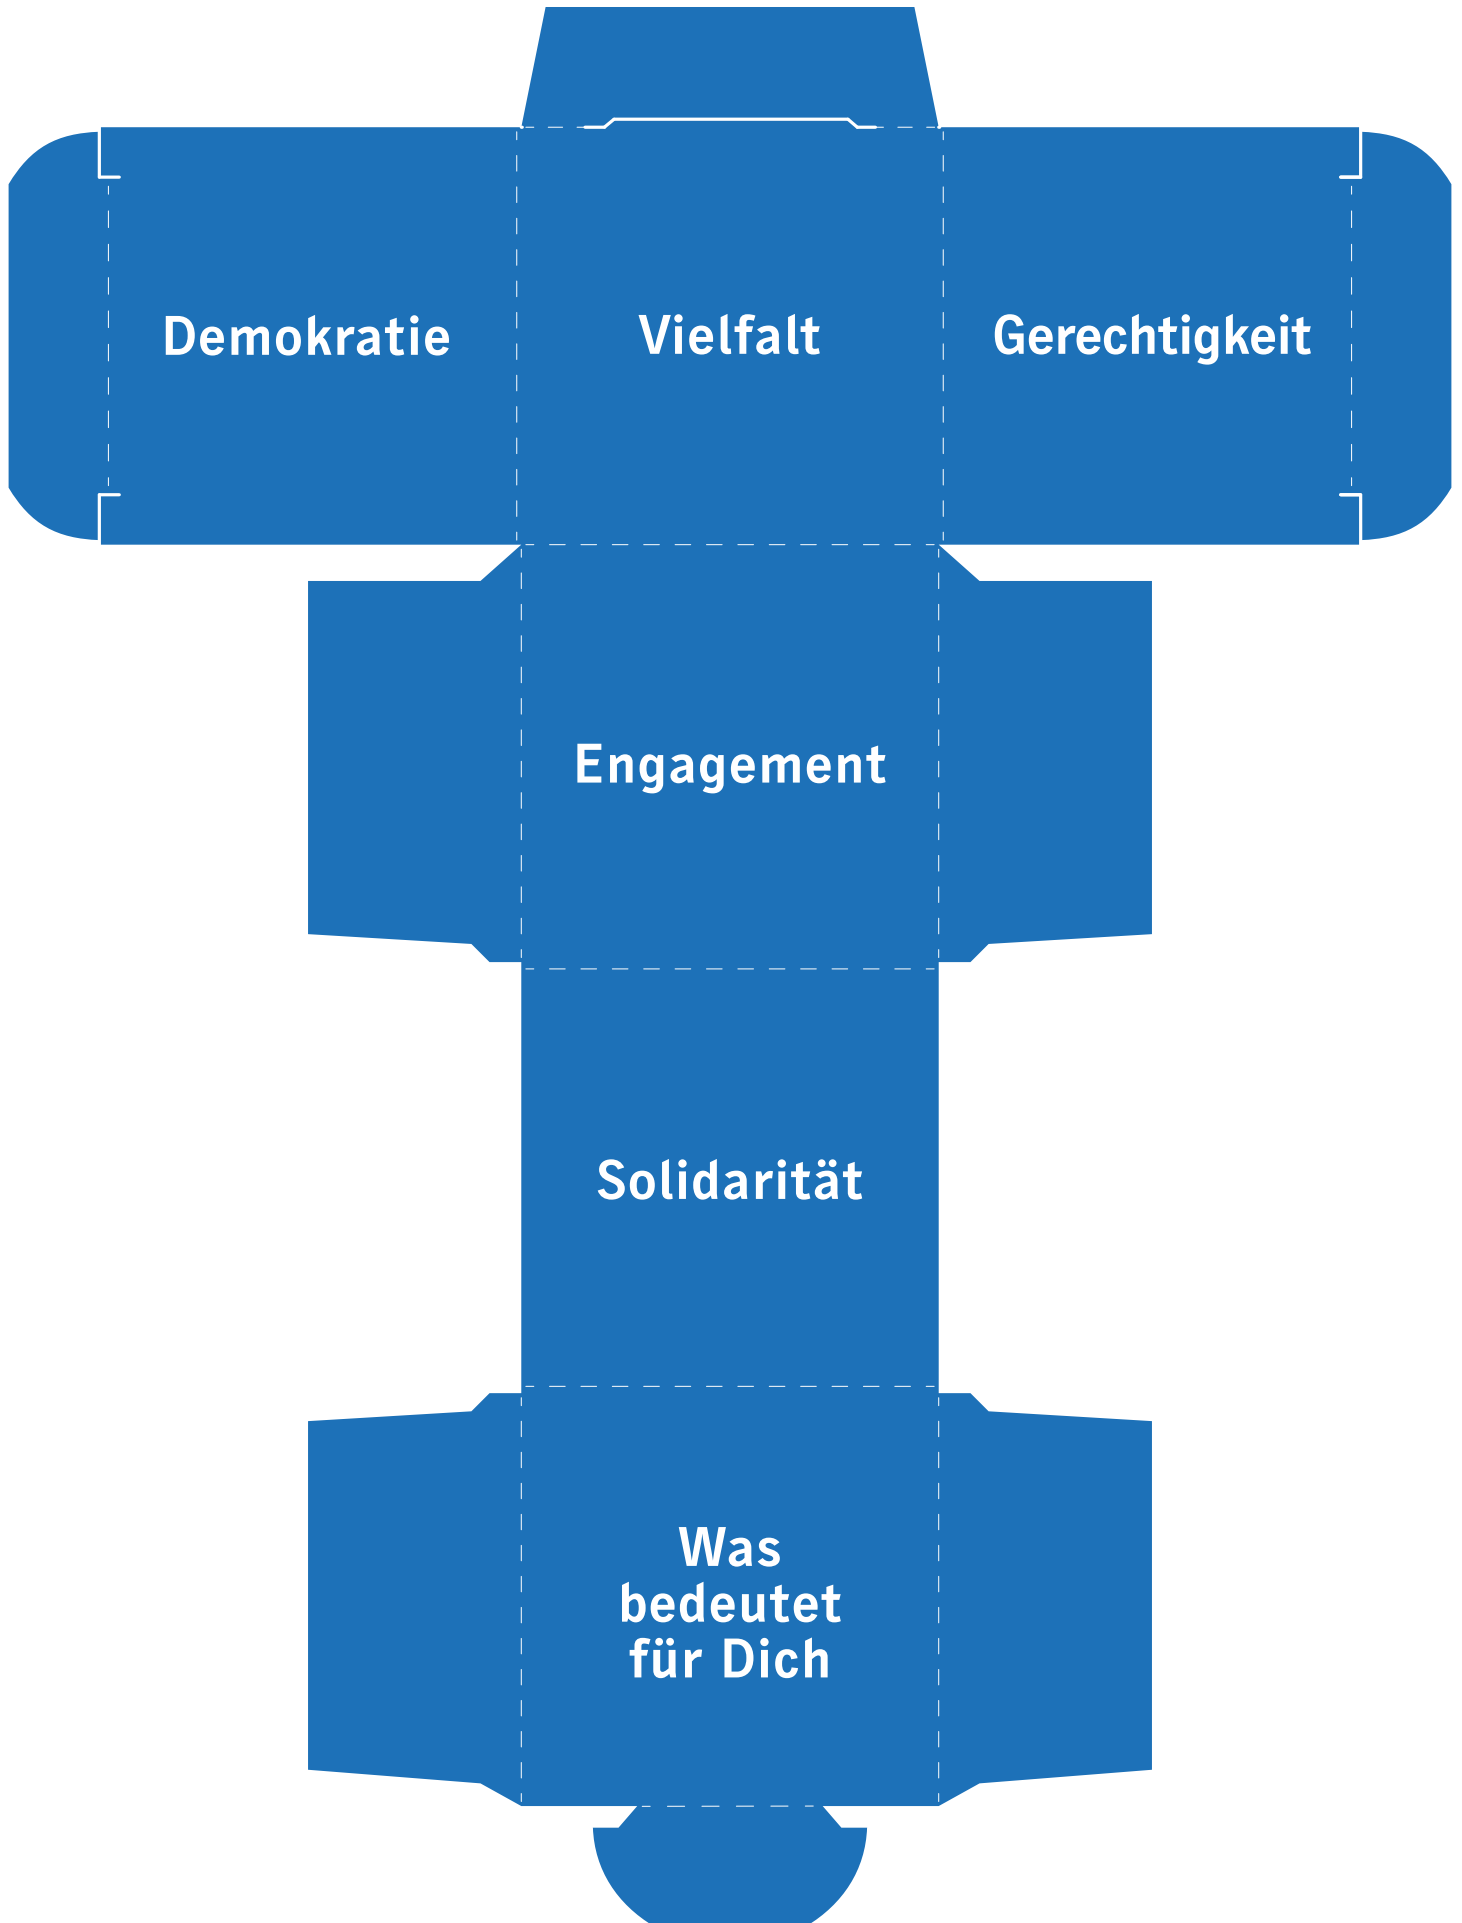 Demokratie
Vielfalt
Gerechtigkeit
Engagement
Solidarität
Was
bedeutet
für Dich